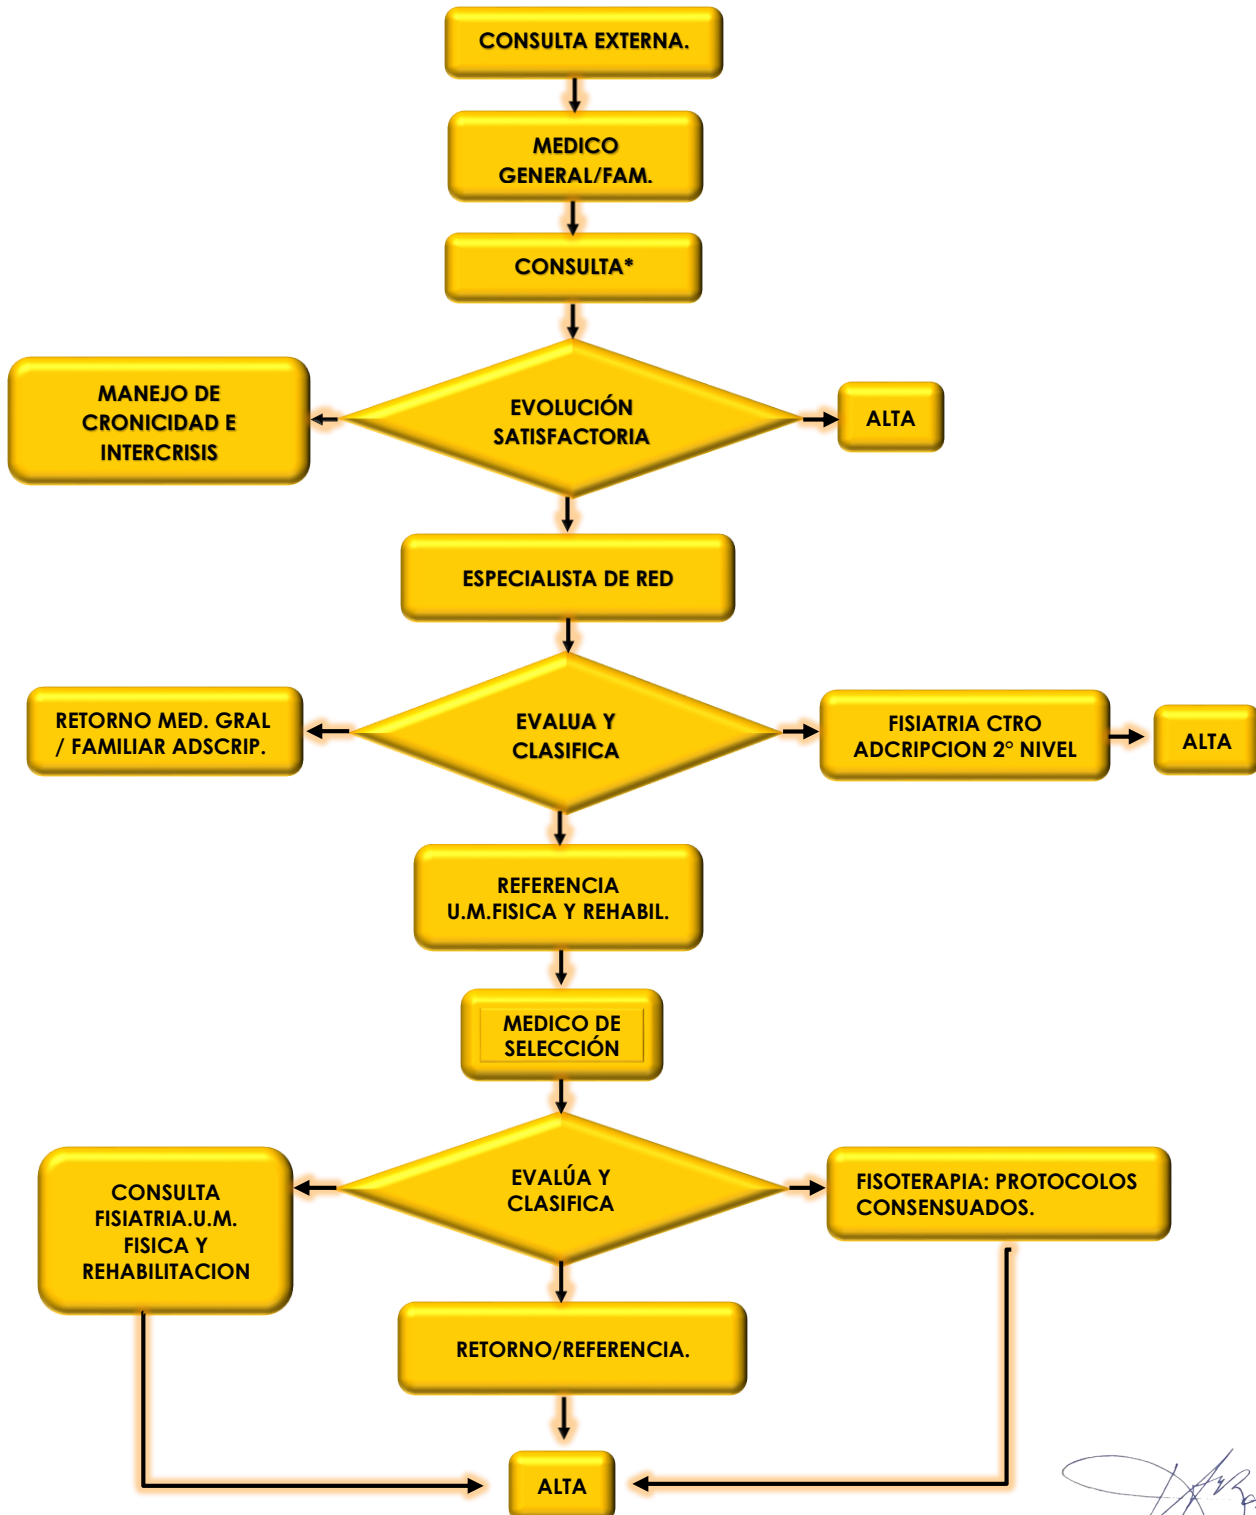 CONSULTA EXTERNA.
MEDICO
GENERAL/FAM.
CONSULTA*
MANEJO DE
CRONICIDAD E
INTERCRISIS
EVOLUCIÓN
SATISFACTORIA
ALTA
ESPECIALISTA DE RED
RETORNO MED. GRAL
/ FAMILIAR ADSCRIP.
EVALUA Y
CLASIFICA
FISIATRIA CTRO
ADCRIPCION 2° NIVEL
ALTA
REFERENCIA
U.M.FISICA Y REHABIL.
MEDICO DE
SELECCIÓN
CONSULTA
FISIATRIA.U.M.
FISICA Y
REHABILITACION
EVALÚA Y
CLASIFICA
FISOTERAPIA: PROTOCOLOS
CONSENSUADOS.
RETORNO/REFERENCIA.
ALTA